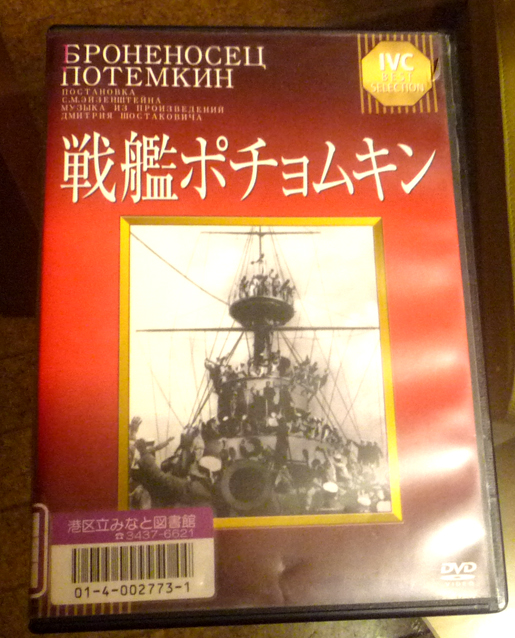 БРОНЕНОСЕЦ
ПОТЕМКИН
ПОСТАНОВКА
С.М.ЭЙЗЕНШТЕЙНА
МУЗЫКА ИЗ ПРОИЗВЕДЕНИЙ
ДМИТРИЯ ШОСТАКОВИЧА
IVC
BEST
SELECTION
戦艦ポチョムキン
港区立みなと図書館
☎3437-6621
01-4-002773-1
DVD